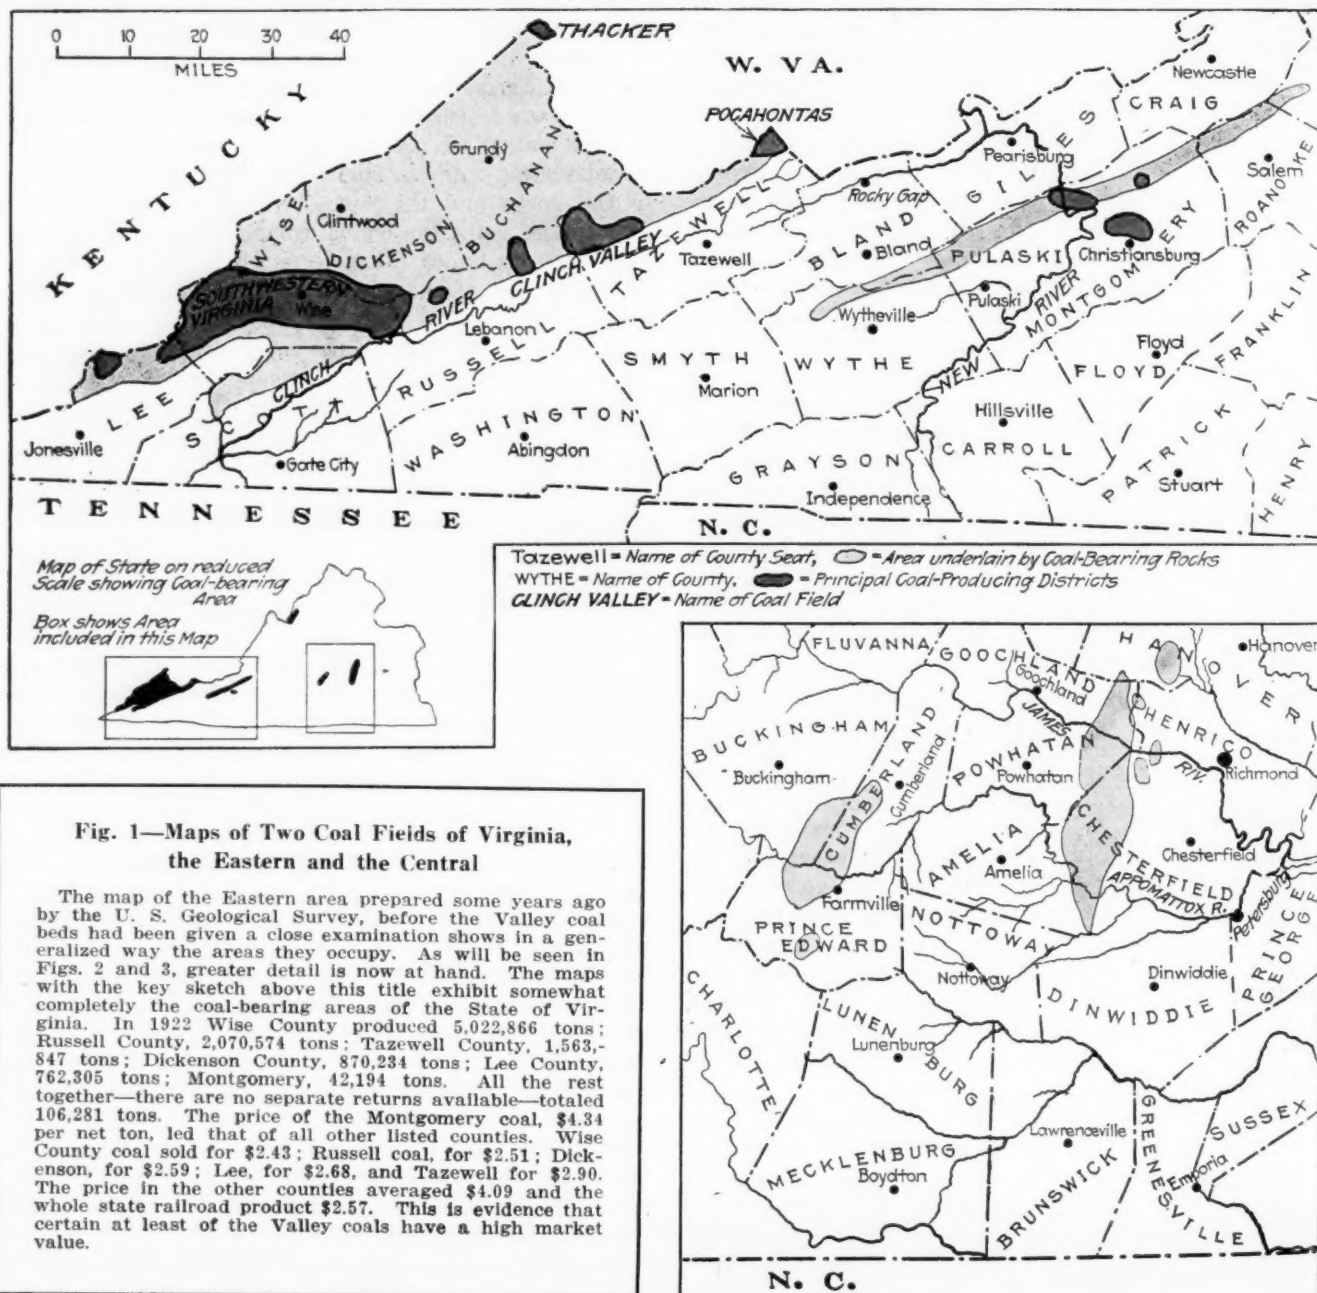 0 10 20 30 40
MILES
THACKER
W. VA.
Newcastle
CRAIG
POCAHONTAS
KENTUCKY
Grundy
BUCHANAN
Pearisburg
Salem
ROANOKE
Rocky Gap
GILES
WISE
Clintwood
DICKENSON
CLINCH VALLEY
TAZEWELL
Tazewell
BLAND
Bland
PULASKI
Christiansburg
MONTGOMERY
SOUTHWESTERN
VIRGINIA
Wise
RIVER
Lebanon
Pulaski
RIVER
Wytheville
FRANKLIN
CLINCH
RUSSELL
SMYTH
Marion
WYTHE
NEW
Floyd
FLOYD
LEE
Jonesville
SCOTT
Gate City
WASHINGTON
Abingdon
Hillsville
CARROLL
PATRICK
Stuart
HENRY
GRAYSON
Independence
TENNESSEE
N. C.
Map of State on reduced
Scale showing Coal-bearing
Area
Box shows Area
included in this Map
Tazewell = Name of County Seat, = Area underlain by Coal-Bearing Rocks
WYTHE = Name of County, = Principal Coal-Producing Districts
CLINCH VALLEY = Name of Coal Field
FLUVANNA
GOOCHLAND
Goochland
HANOVER
Hanover
JAMES
RIV.
HENRICO
Richmond
BUCKINGHAM
Buckingham
CUMBERLAND
Cumberland
POWHATAN
Powhatan
CHESTERFIELD
Chesterfield
AMELIA
Amelia
APPOMATTOX R.
Petersburg
PRINCE
GEORGE
Farmville
PRINCE
EDWARD
NOTTOWAY
Nottoway
Dinwiddie
DINWIDDIE
CHARLOTTE
LUNEN
BURG
Lunenburg
Lawrenceville
MECKLENBURG
Boydton
BRUNSWICK
GREENESVILLE
SUSSEX
Emporia
N. C.
Fig. 1—Maps of Two Coal Fields of Virginia,
the Eastern and the Central
The map of the Eastern area prepared some years ago
by the U. S. Geological Survey, before the Valley coal
beds had been given a close examination shows in a gen-
eralized way the areas they occupy. As will be seen in
Figs. 2 and 3, greater detail is now at hand. The maps
with the key sketch above this title exhibit somewhat
completely the coal-bearing areas of the State of Vir-
ginia. In 1922 Wise County produced 5,022,866 tons;
Russell County, 2,070,574 tons; Tazewell County, 1,563,-
847 tons; Dickenson County, 870,234 tons; Lee County,
762,305 tons; Montgomery, 42,194 tons. All the rest
together—there are no separate returns available—totaled
106,281 tons. The price of the Montgomery coal, $4.34
per net ton, led that of all other listed counties. Wise
County coal sold for $2.43; Russell coal, for $2.51; Dick-
enson, for $2.59; Lee, for $2.68, and Tazewell for $2.90.
The price in the other counties averaged $4.09 and the
whole state railroad product $2.57. This is evidence that
certain at least of the Valley coals have a high market
value.